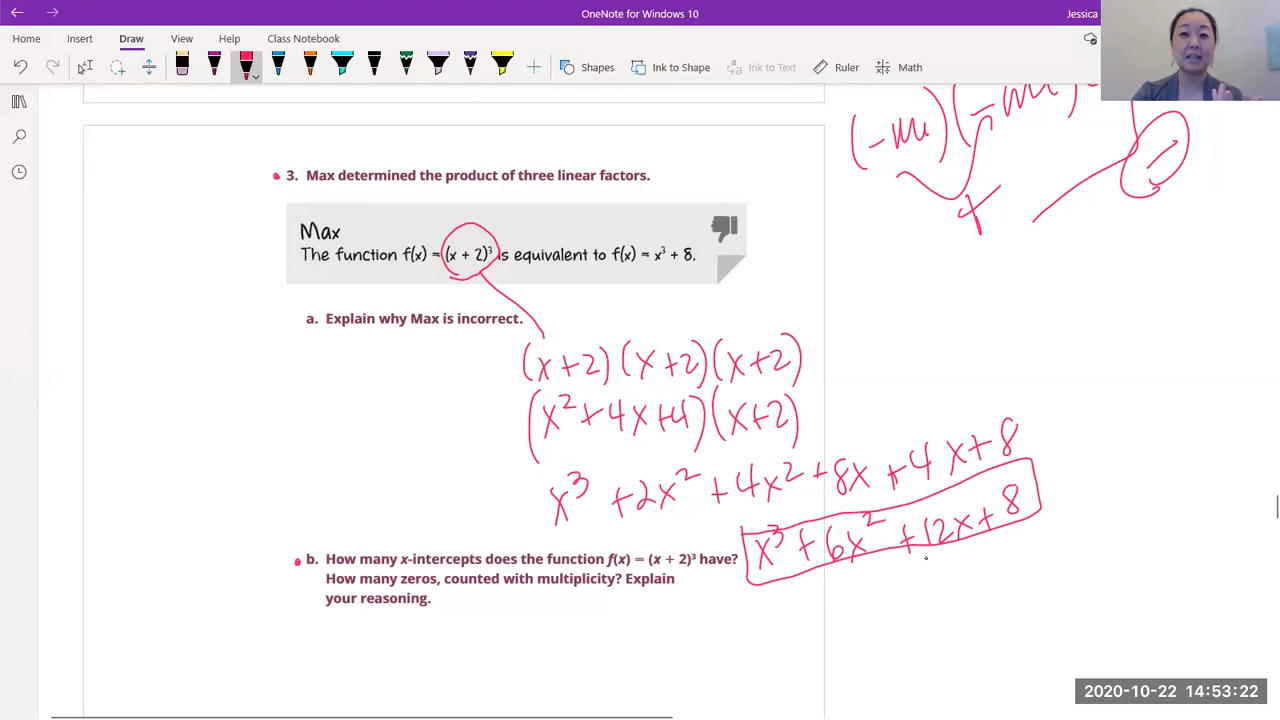 OneNote for Windows 10
Jessica
Home Insert Draw View Help Class Notebook
Shapes Ink to Shape Ink to Text Ruler Math
3. Max determined the product of three linear factors.
Max
The function f(x) = (x + 2)³ is equivalent to f(x) = x³ + 8.
a. Explain why Max is incorrect.
(x+2)(x+2)(x+2)
(x²+4x+4)(x+2)
x³ +2x² +4x²+8x+4x+8
x³+6x²+12x+8
b. How many x-intercepts does the function f(x) = (x + 2)³ have?
How many zeros, counted with multiplicity? Explain
your reasoning.
2020-10-22 14:53:22